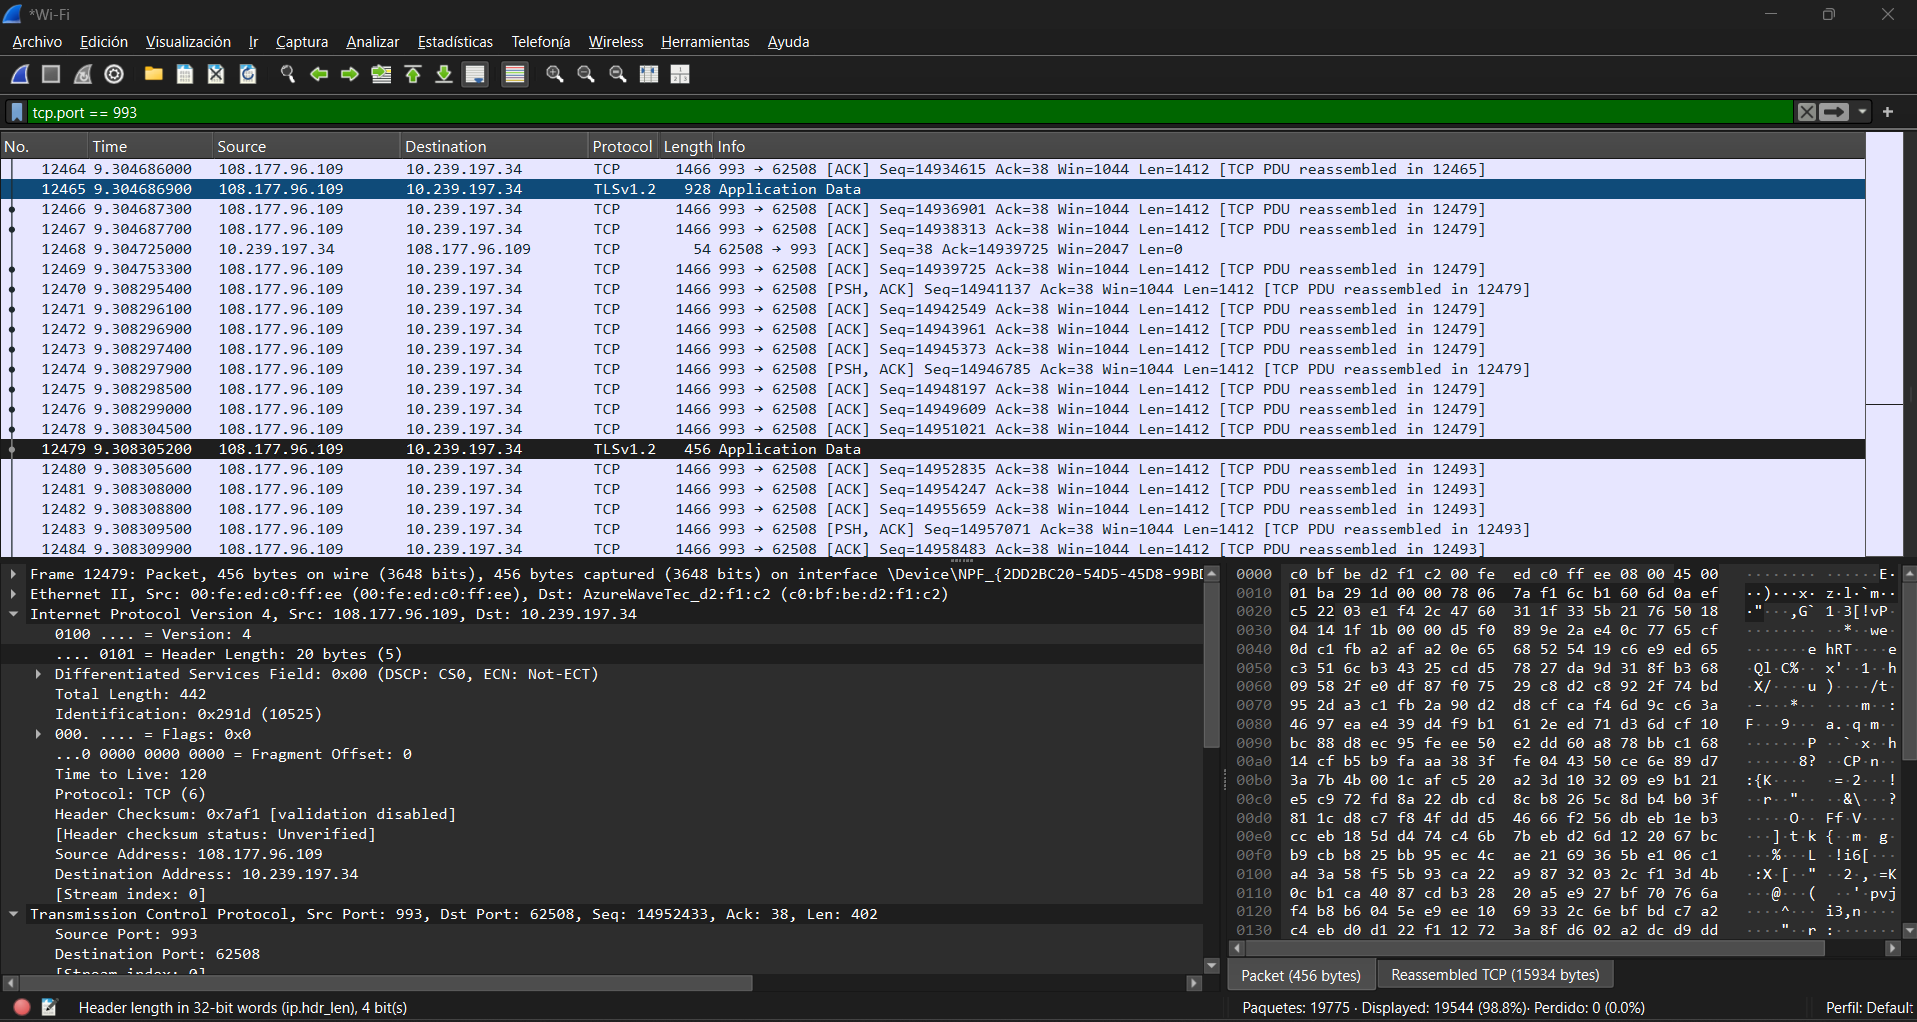 *Wi-Fi
Archivo Edición Visualización Ir Captura Analizar Estadísticas Telefonía Wireless Herramientas Ayuda
tcp.port == 993
No. Time Source Destination Protocol Length Info
12464 9.304686000 108.177.96.109 10.239.197.34 TCP 1466 993 → 62508 [ACK] Seq=14934615 Ack=38 Win=1044 Len=1412 [TCP PDU reassembled in 12465]
12465 9.304686900 108.177.96.109 10.239.197.34 TLSv1.2 928 Application Data
12466 9.304687300 108.177.96.109 10.239.197.34 TCP 1466 993 → 62508 [ACK] Seq=14936901 Ack=38 Win=1044 Len=1412 [TCP PDU reassembled in 12479]
12467 9.304687700 108.177.96.109 10.239.197.34 TCP 1466 993 → 62508 [ACK] Seq=14938313 Ack=38 Win=1044 Len=1412 [TCP PDU reassembled in 12479]
12468 9.304725000 10.239.197.34 108.177.96.109 TCP 54 62508 → 993 [ACK] Seq=38 Ack=14939725 Win=2047 Len=0
12469 9.304753300 108.177.96.109 10.239.197.34 TCP 1466 993 → 62508 [ACK] Seq=14939725 Ack=38 Win=1044 Len=1412 [TCP PDU reassembled in 12479]
12470 9.308295400 108.177.96.109 10.239.197.34 TCP 1466 993 → 62508 [PSH, ACK] Seq=14941137 Ack=38 Win=1044 Len=1412 [TCP PDU reassembled in 12479]
12471 9.308296100 108.177.96.109 10.239.197.34 TCP 1466 993 → 62508 [ACK] Seq=14942549 Ack=38 Win=1044 Len=1412 [TCP PDU reassembled in 12479]
12472 9.308296900 108.177.96.109 10.239.197.34 TCP 1466 993 → 62508 [ACK] Seq=14943961 Ack=38 Win=1044 Len=1412 [TCP PDU reassembled in 12479]
12473 9.308297400 108.177.96.109 10.239.197.34 TCP 1466 993 → 62508 [ACK] Seq=14945373 Ack=38 Win=1044 Len=1412 [TCP PDU reassembled in 12479]
12474 9.308297900 108.177.96.109 10.239.197.34 TCP 1466 993 → 62508 [PSH, ACK] Seq=14946785 Ack=38 Win=1044 Len=1412 [TCP PDU reassembled in 12479]
12475 9.308298500 108.177.96.109 10.239.197.34 TCP 1466 993 → 62508 [ACK] Seq=14948197 Ack=38 Win=1044 Len=1412 [TCP PDU reassembled in 12479]
12476 9.308299000 108.177.96.109 10.239.197.34 TCP 1466 993 → 62508 [ACK] Seq=14949609 Ack=38 Win=1044 Len=1412 [TCP PDU reassembled in 12479]
12478 9.308304500 108.177.96.109 10.239.197.34 TCP 1466 993 → 62508 [ACK] Seq=14951021 Ack=38 Win=1044 Len=1412 [TCP PDU reassembled in 12479]
12479 9.308305200 108.177.96.109 10.239.197.34 TLSv1.2 456 Application Data
12480 9.308305600 108.177.96.109 10.239.197.34 TCP 1466 993 → 62508 [ACK] Seq=14952835 Ack=38 Win=1044 Len=1412 [TCP PDU reassembled in 12493]
12481 9.308308000 108.177.96.109 10.239.197.34 TCP 1466 993 → 62508 [ACK] Seq=14954247 Ack=38 Win=1044 Len=1412 [TCP PDU reassembled in 12493]
12482 9.308308800 108.177.96.109 10.239.197.34 TCP 1466 993 → 62508 [ACK] Seq=14955659 Ack=38 Win=1044 Len=1412 [TCP PDU reassembled in 12493]
12483 9.308309500 108.177.96.109 10.239.197.34 TCP 1466 993 → 62508 [PSH, ACK] Seq=14957071 Ack=38 Win=1044 Len=1412 [TCP PDU reassembled in 12493]
12484 9.308309900 108.177.96.109 10.239.197.34 TCP 1466 993 → 62508 [ACK] Seq=14958483 Ack=38 Win=1044 Len=1412 [TCP PDU reassembled in 12493]
Frame 12479: Packet, 456 bytes on wire (3648 bits), 456 bytes captured (3648 bits) on interface \Device\NPF_{2DD2BC20-54D5-45D8-99B
Ethernet II, Src: 00:fe:ed:c0:ff:ee (00:fe:ed:c0:ff:ee), Dst: AzureWaveTec_d2:f1:c2 (c0:bf:be:d2:f1:c2)
Internet Protocol Version 4, Src: 108.177.96.109, Dst: 10.239.197.34
0100 .... = Version: 4
.... 0101 = Header Length: 20 bytes (5)
Differentiated Services Field: 0x00 (DSCP: CS0, ECN: Not-ECT)
Total Length: 442
Identification: 0x291d (10525)
000. .... = Flags: 0x0
...0 0000 0000 0000 = Fragment Offset: 0
Time to Live: 120
Protocol: TCP (6)
Header Checksum: 0x7af1 [validation disabled]
[Header checksum status: Unverified]
Source Address: 108.177.96.109
Destination Address: 10.239.197.34
[Stream index: 0]
Transmission Control Protocol, Src Port: 993, Dst Port: 62508, Seq: 14952433, Ack: 38, Len: 402
Source Port: 993
Destination Port: 62508
[Stream index: 0]
0000 c0 bf be d2 f1 c2 00 fe ed c0 ff ee 08 00 45 00 ········ ······E·
0010 01 ba 29 1d 00 00 78 06 7a f1 6c b1 60 6d 0a ef ··)···x· z·l·`m··
0020 c5 22 03 e1 f4 2c 47 60 31 1f 33 5b 21 76 50 18 ·"···,G` 1·3[!vP·
0030 04 14 1f 1b 00 00 d5 f0 89 9e 2a e4 0c 77 65 cf ········ ··*··we·
0040 0d c1 fb a2 af a2 0e 65 68 52 54 19 c6 e9 ed 65 ·······e hRT····e
0050 c3 51 6c b3 43 25 cd d5 78 27 da 9d 31 8f b3 68 ·Ql·C%·· x'··1··h
0060 09 58 2f e0 df 87 f0 75 29 c8 d2 c8 92 2f 74 bd ·X/····u )····/t·
0070 95 2d a3 c1 fb 2a 90 d2 d8 cf ca f4 6d 9c c6 3a ·-···*·· ····m··:
0080 46 97 ea e4 39 d4 f9 b1 61 2e ed 71 d3 6d cf 10 F···9··· a.·q·m··
0090 bc 88 d8 ec 95 fe ee 50 e2 dd 60 a8 78 bb c1 68 ·······P ··`·x··h
00a0 14 cf b5 b9 fa aa 38 3f fe 04 43 50 ce 6e 89 d7 ······8? ··CP·n··
00b0 3a 7b 4b 00 1c af c5 20 a2 3d 10 32 09 e9 b1 21 :{K···· ·=·2···!
00c0 e5 c9 72 fd 8a 22 db cd 8c b8 26 5c 8d b4 b0 3f ··r··"·· ··&\···?
00d0 81 1c d8 c7 f8 4f dd d5 46 66 f2 56 db eb 1e b3 ·····O·· Ff·V····
00e0 cc eb 18 5d d4 74 c4 6b 7b eb d2 6d 12 20 67 bc ···]·t·k {··m· g·
00f0 b9 cb b8 25 bb 95 ec 4c ae 21 69 36 5b e1 06 c1 ···%···L ·!i6[···
0100 a4 3a 58 f5 5b 93 ca 22 a9 87 32 03 2c f1 3d 4b ·:X·[··" ··2·,·=K
0110 0c b1 ca 40 87 cd b3 28 20 a5 e9 27 bf 70 76 6a ···@···( ··'·pvj
0120 f4 b8 b6 04 5e e9 ee 10 69 33 2c 6e bf bd c7 a2 ····^··· i3,n····
0130 c4 eb d0 d1 22 f1 12 72 3a 8f d6 02 a2 dc d9 dd ····"··r :·······
Packet (456 bytes) Reassembled TCP (15934 bytes)
Header length in 32-bit words (ip.hdr_len), 4 bit(s) Paquetes: 19775 · Displayed: 19544 (98.8%) · Perdido: 0 (0.0%) Perfil: Default